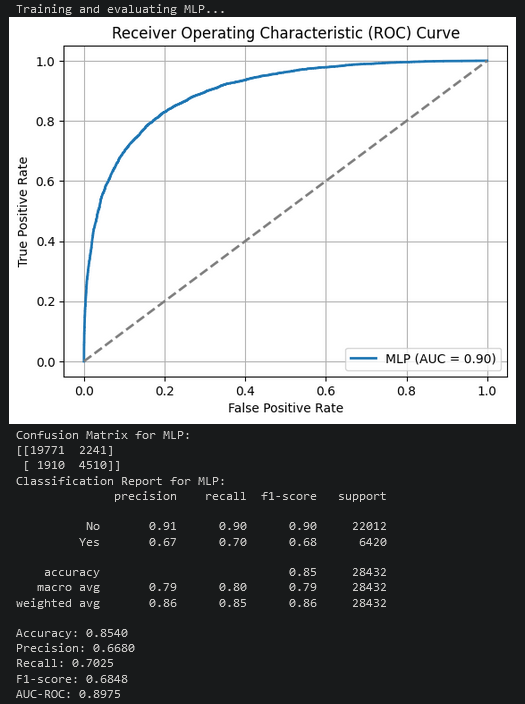 Training and evaluating MLP...
Receiver Operating Characteristic (ROC) Curve
1.0
0.8
0.6
0.4
0.2
0.0
True Positive Rate
MLP (AUC = 0.90)
0.0 0.2 0.4 0.6 0.8 1.0
False Positive Rate
Confusion Matrix for MLP:
[[19771 2241]
[ 1910 4510]]
Classification Report for MLP:
precision recall f1-score support
No 0.91 0.90 0.90 22012
Yes 0.67 0.70 0.68 6420
accuracy 0.85 28432
macro avg 0.79 0.80 0.79 28432
weighted avg 0.86 0.85 0.86 28432
Accuracy: 0.8540
Precision: 0.6680
Recall: 0.7025
F1-score: 0.6848
AUC-ROC: 0.8975